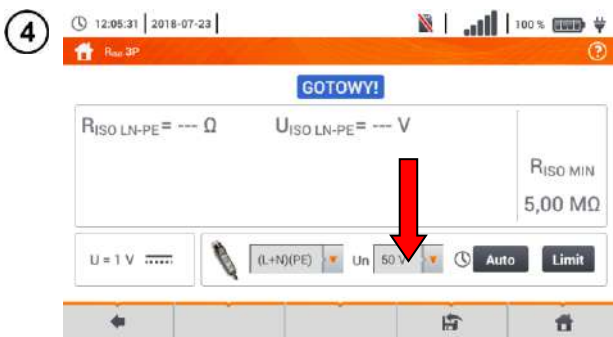 4
12:05:31 | 2018-07-23 | 100 %
RISO 3P ?
GOTOWY!
RISO LN-PE= --- Ω UISO LN-PE= --- V
RISO MIN
5,00 MΩ
U = 1 V (L+N)(PE) Un 50 V Auto Limit